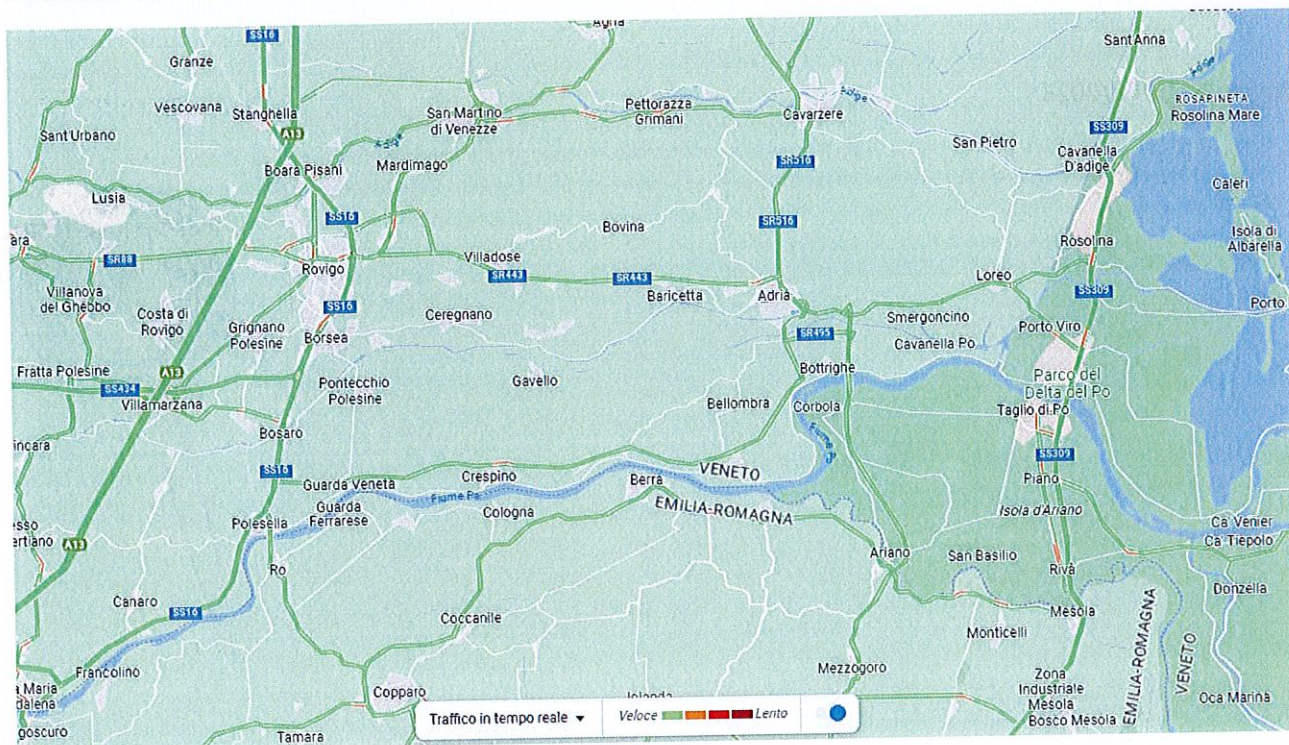 SS16
Agna
Sant'Anna
Granze
Vescovana
Stanghella
San Martino
di Venezze
Pettorazza
Grimani
Cavarzere
Adige
Adige
ROSAPINETA
Rosolina Mare
Sant'Urbano
A13
Adige
SS309
San Pietro
Cavanella
D'adige
Boara Pisani
Mardimago
SR516
Lusia
Caleri
SS16
Bovina
SR516
Isola di
Albarella
SR88
Rovigo
Villadose
SR443
SR443
Rosolina
Loreo
SS309
Villanova
del Ghebbo
Costa di
Rovigo
SS16
Ceregnano
Baricetta
Adria
Porto
Grignano
Polesine
Borsea
SR495
Smergoncino
Porto Viro
Cavanella Po
Fratta Polesine
A13
SS434
Villamarzana
Pontecchio
Polesine
Gavello
Bottrighe
Parco del
Delta del Po
Bellombra
Corbola
Taglio di Po
Bosaro
Fiume Po
SS16
Guarda Veneta
Crespino
VENETO
SS309
Berra
Piano
Fiume Po
Guarda
Ferrarese
Cologna
EMILIA-ROMAGNA
Isola d'Ariano
Polesella
Ca' Venier
Ca' Tiepolo
A13
Ro
Ariano
San Basilio
Rivà
Donzella
Canaro
SS16
Coccanile
Mesola
Monticelli
EMILIA-ROMAGNA
VENETO
Francolino
Mezzogoro
Zona
Industriale
Mesola
Bosco Mesola
Oca Marina
Copparo
Traffico in tempo reale
Veloce
Lento
Tamara